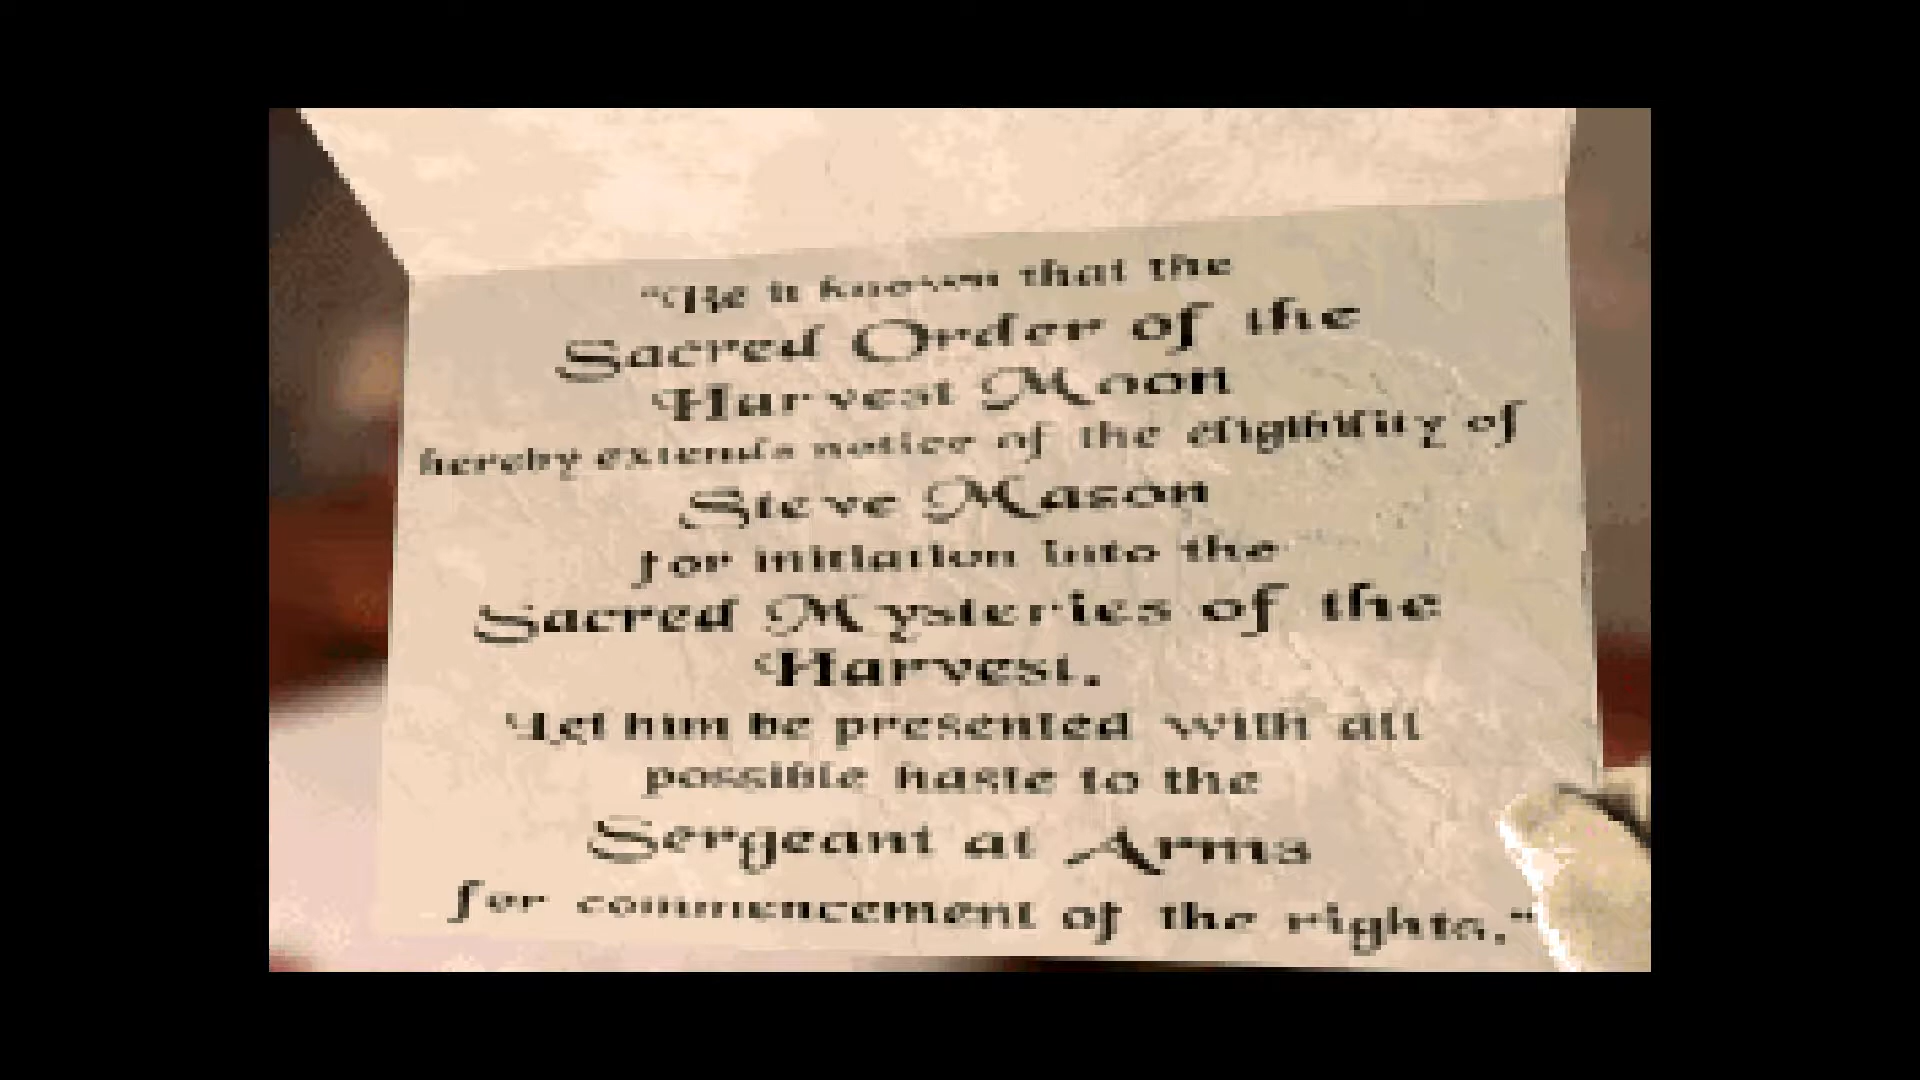 "Be it known that the
Sacred Order of the
Harvest Moon
hereby extends notice of the eligibility of
Steve Mason
for initiation into the
Sacred Mysteries of the
Harvest.
Let him be presented with all
possible haste to the
Sergeant at Arms
for commencement of the rights."